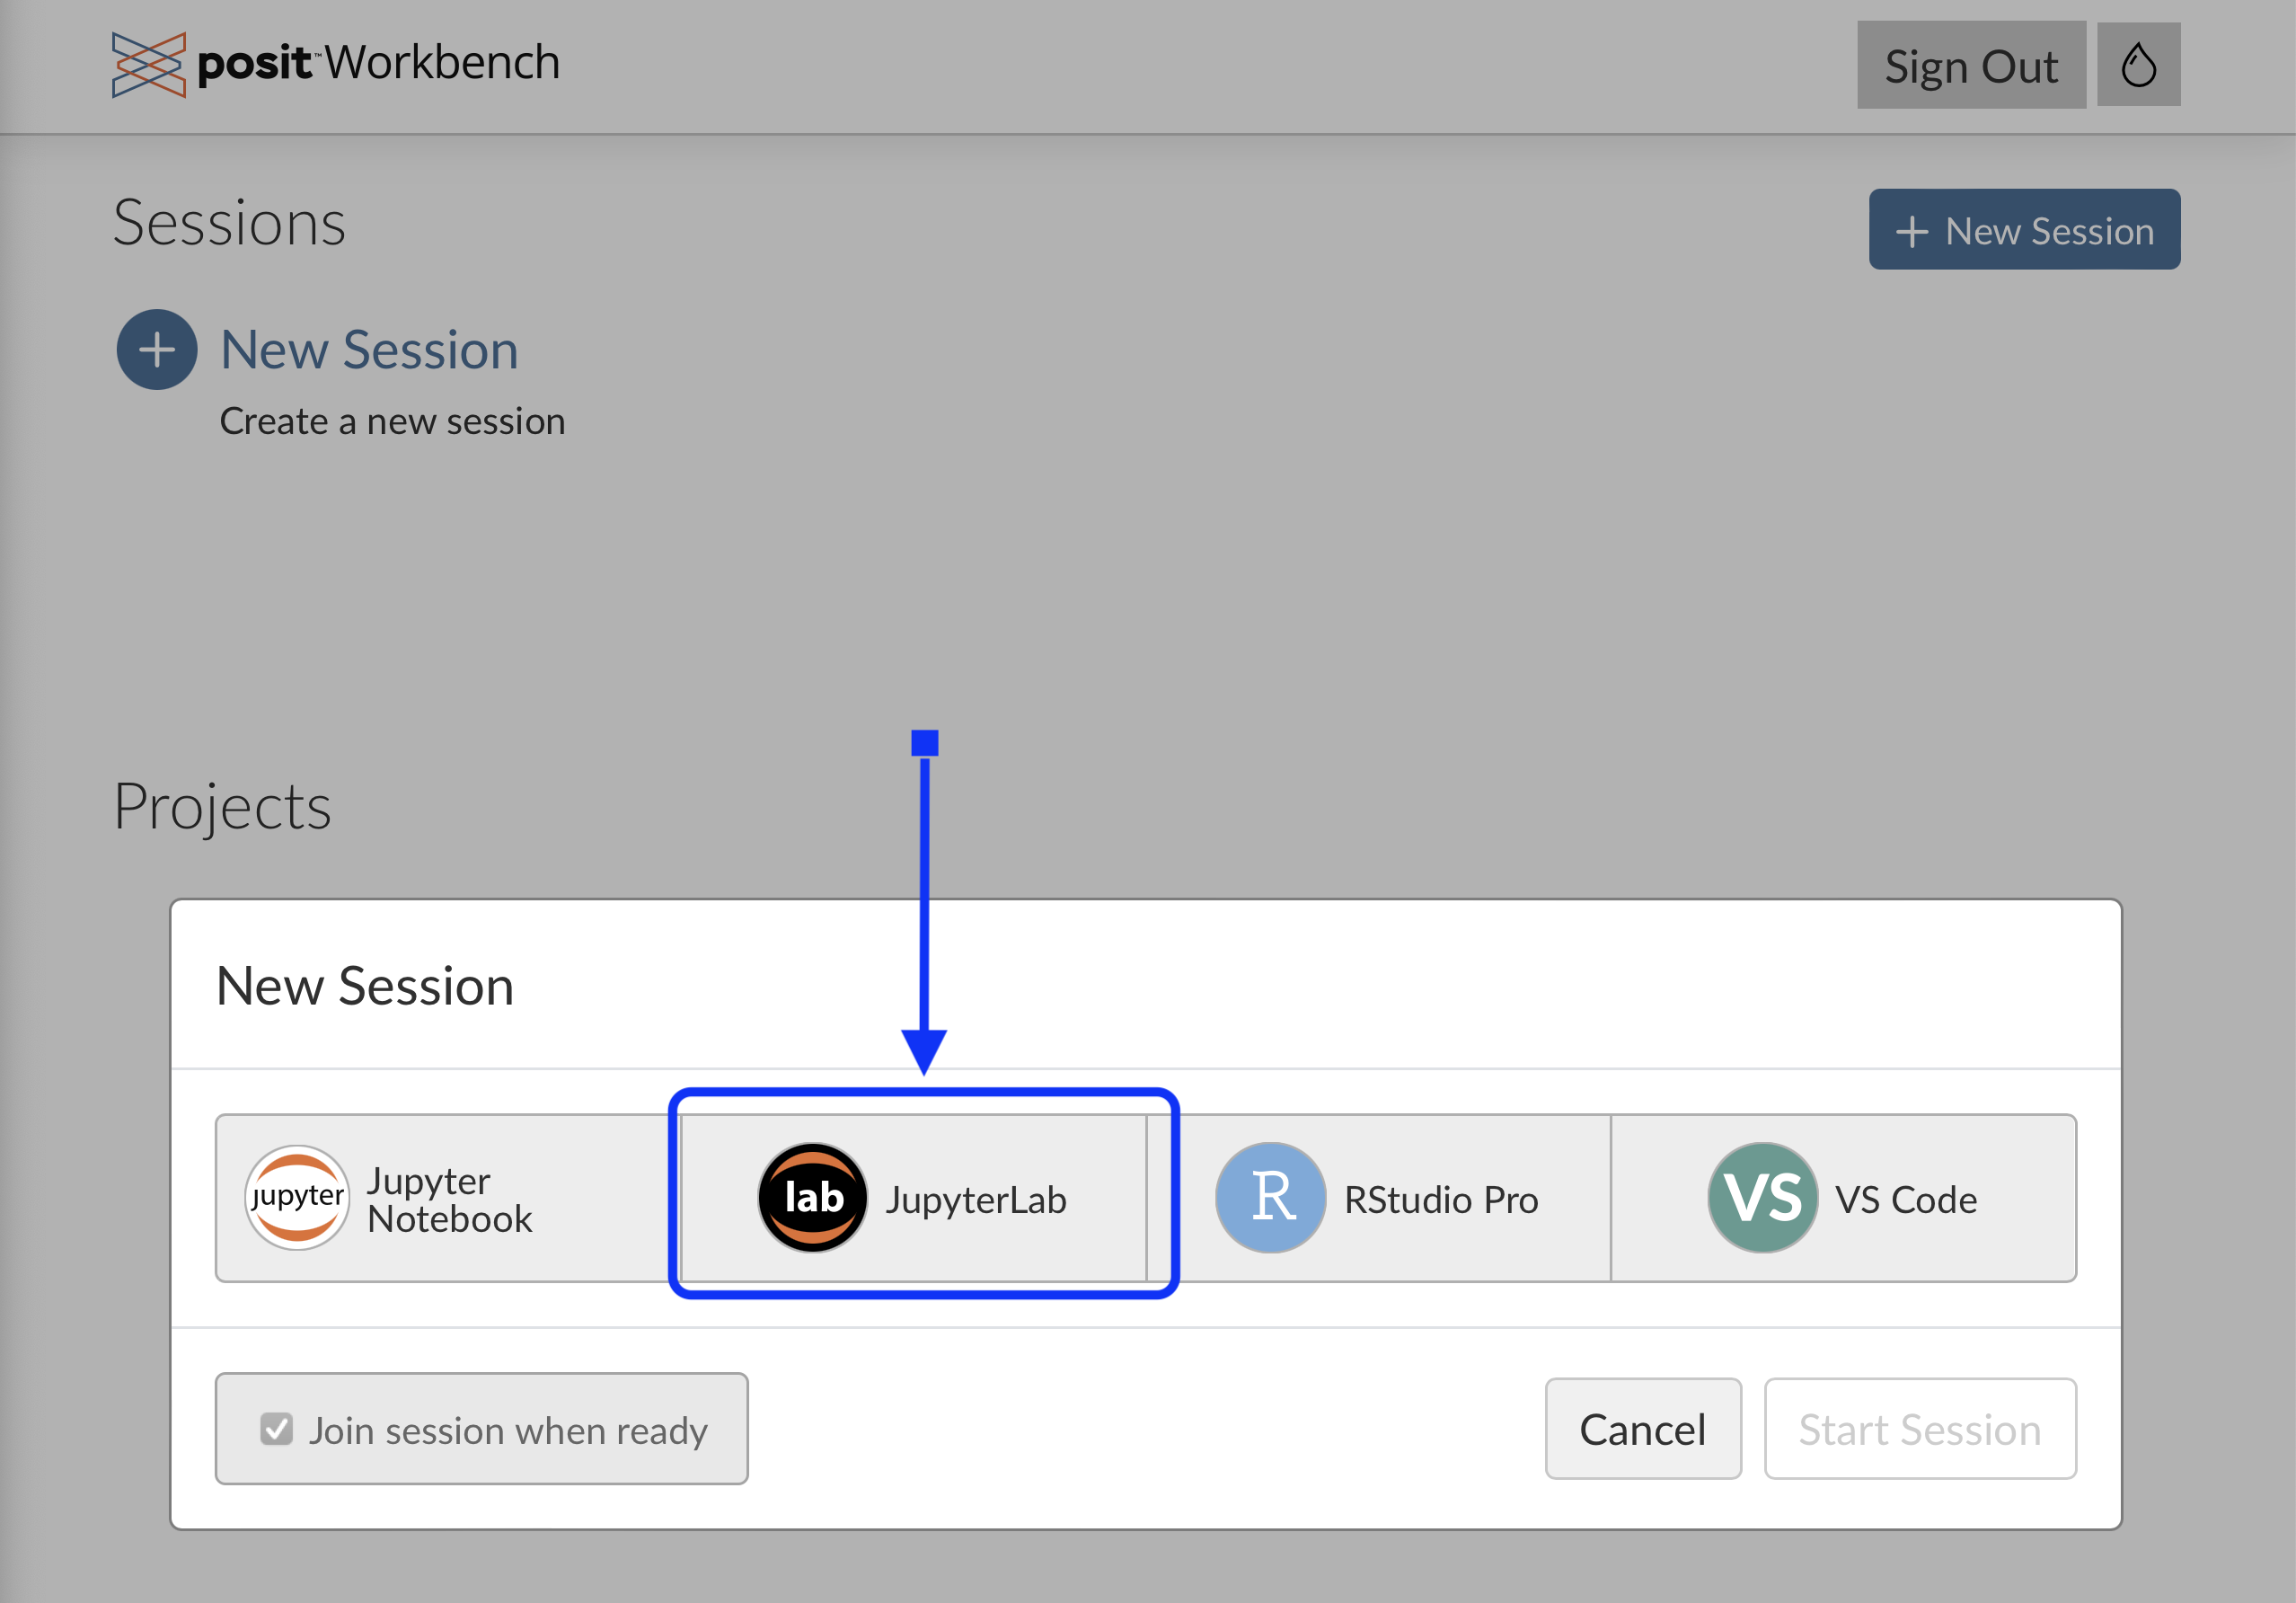 posit™ Workbench
Sign Out
Sessions
+ New Session
New Session
Create a new session
Projects
New Session
jupyter
Jupyter
Notebook
lab
JupyterLab
R
RStudio Pro
VS
VS Code
Join session when ready
Cancel
Start Session